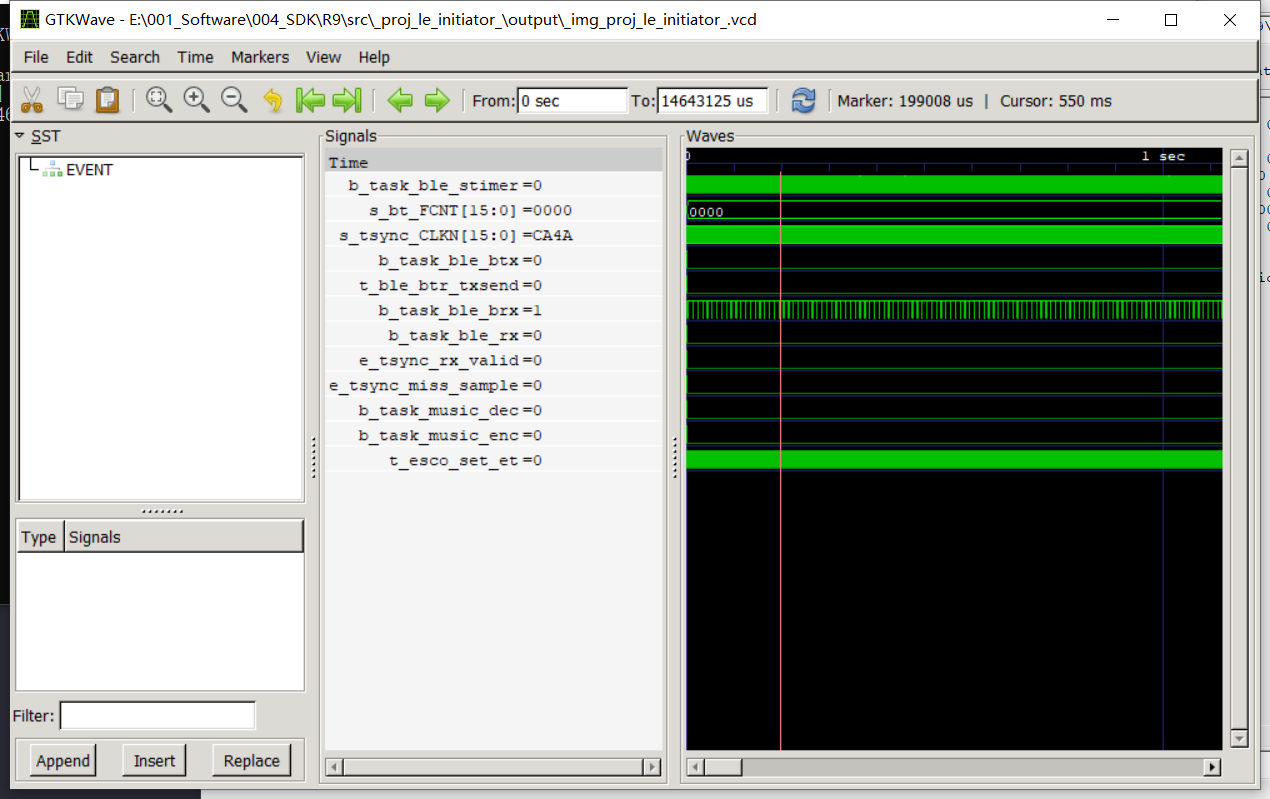 GTKWave - E:\001_Software\004_SDK\R9\src\_proj_le_initiator_\output\_img_proj_le_initiator_.vcd
File Edit Search Time Markers View Help
From: 0 sec To: 14643125 us Marker: 199008 us | Cursor: 550 ms
SST
EVENT
Type Signals
Filter:
Append Insert Replace
Signals
Time
b_task_ble_stimer=0
s_bt_FCNT[15:0]=0000
s_tsync_CLKN[15:0]=CA4A
b_task_ble_btx=0
t_ble_btr_txsend=0
b_task_ble_brx=1
b_task_ble_rx=0
e_tsync_rx_valid=0
e_tsync_miss_sample=0
b_task_music_dec=0
b_task_music_enc=0
t_esco_set_et=0
Waves
0 1 sec
0000